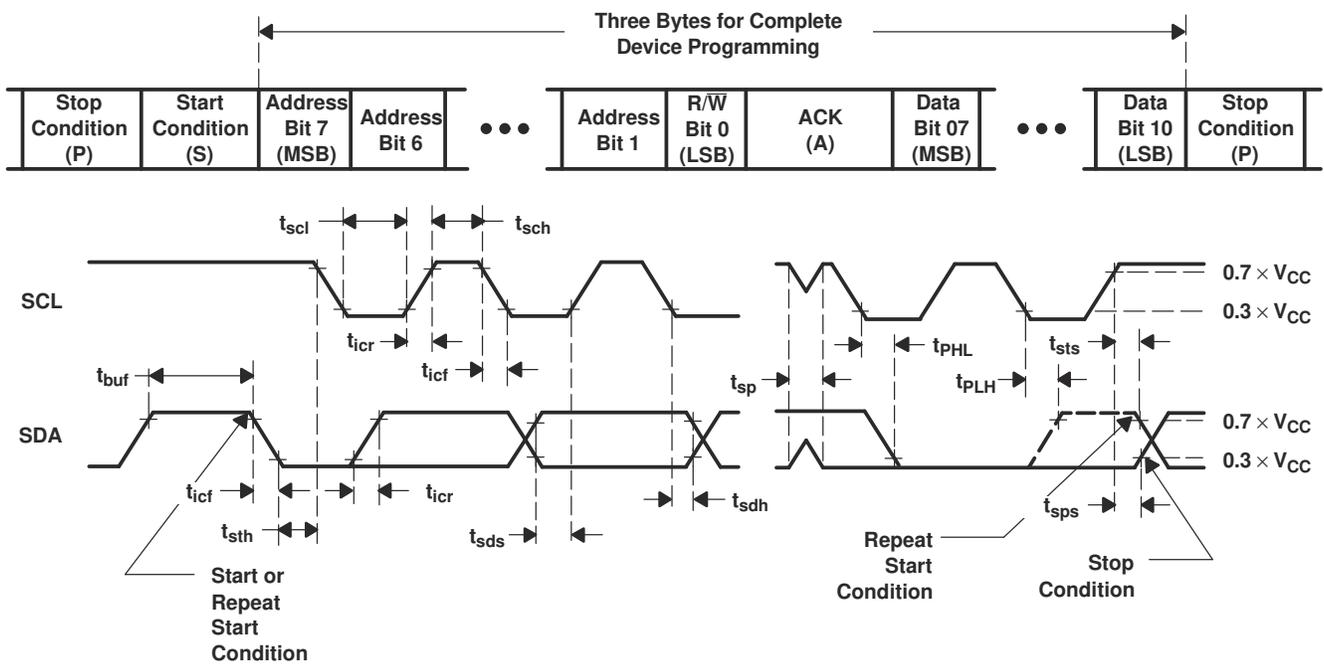 Three Bytes for Complete
Device Programming
Stop
Condition
(P)
Start
Condition
(S)
Address
Bit 7
(MSB)
Address
Bit 6
•••
Address
Bit 1
R/W̅
Bit 0
(LSB)
ACK
(A)
Data
Bit 07
(MSB)
•••
Data
Bit 10
(LSB)
Stop
Condition
(P)
tscl
tsch
SCL
0.7 × VCC
0.3 × VCC
ticr
ticf
tPHL
tsts
tbuf
tsp
tPLH
SDA
0.7 × VCC
0.3 × VCC
ticf
ticr
tsdh
tsps
tsth
tsds
Start or
Repeat
Start
Condition
Repeat
Start
Condition
Stop
Condition